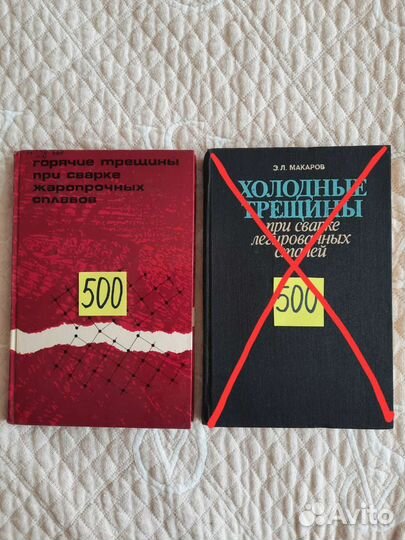 горячие трещины
при сварке
жаропрочных
сплавов
500
Э.Л. МАКАРОВ
ХОЛОДНЫЕ
ТРЕЩИНЫ
при сварке
легированных
сталей
500
Avito